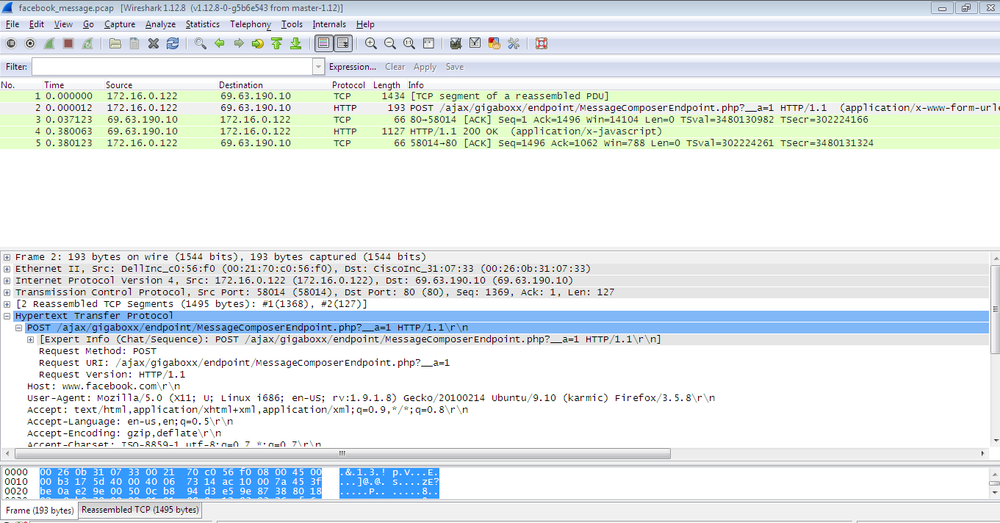 facebook_message.pcap [Wireshark 1.12.8 (v1.12.8-0-g5b6e543 from master-1.12)]
File Edit View Go Capture Analyze Statistics Telephony Tools Internals Help
Filter: Expression... Clear Apply Save
No. Time Source Destination Protocol Length Info
1 0.000000 172.16.0.122 69.63.190.10 TCP 1434 [TCP segment of a reassembled PDU]
2 0.000012 172.16.0.122 69.63.190.10 HTTP 193 POST /ajax/gigaboxx/endpoint/MessageComposerEndpoint.php?__a=1 HTTP/1.1 (application/x-www-form-urle
3 0.037123 69.63.190.10 172.16.0.122 TCP 66 80→58014 [ACK] Seq=1 Ack=1496 Win=14104 Len=0 TSval=3480130982 TSecr=302224166
4 0.380063 69.63.190.10 172.16.0.122 HTTP 1127 HTTP/1.1 200 OK (application/x-javascript)
5 0.380123 172.16.0.122 69.63.190.10 TCP 66 58014→80 [ACK] Seq=1496 Ack=1062 Win=788 Len=0 TSval=302224261 TSecr=3480131324
Frame 2: 193 bytes on wire (1544 bits), 193 bytes captured (1544 bits)
Ethernet II, Src: DellInc_c0:56:f0 (00:21:70:c0:56:f0), Dst: CiscoInc_31:07:33 (00:26:0b:31:07:33)
Internet Protocol Version 4, Src: 172.16.0.122 (172.16.0.122), Dst: 69.63.190.10 (69.63.190.10)
Transmission Control Protocol, Src Port: 58014 (58014), Dst Port: 80 (80), Seq: 1369, Ack: 1, Len: 127
[2 Reassembled TCP Segments (1495 bytes): #1(1368), #2(127)]
Hypertext Transfer Protocol
POST /ajax/gigaboxx/endpoint/MessageComposerEndpoint.php?__a=1 HTTP/1.1\r\n
[Expert Info (Chat/Sequence): POST /ajax/gigaboxx/endpoint/MessageComposerEndpoint.php?__a=1 HTTP/1.1\r\n]
Request Method: POST
Request URI: /ajax/gigaboxx/endpoint/MessageComposerEndpoint.php?__a=1
Request Version: HTTP/1.1
Host: www.facebook.com\r\n
User-Agent: Mozilla/5.0 (X11; U; Linux i686; en-US; rv:1.9.1.8) Gecko/20100214 Ubuntu/9.10 (karmic) Firefox/3.5.8\r\n
Accept: text/html,application/xhtml+xml,application/xml;q=0.9,*/*;q=0.8\r\n
Accept-Language: en-us,en;q=0.5\r\n
Accept-Encoding: gzip,deflate\r\n
Accept-Charset: ISO-8859-1,utf-8;q=0.7,*;q=0.7\r\n
0000 00 26 0b 31 07 33 00 21 70 c0 56 f0 08 00 45 00 .&.1.3.! p.V...E.
0010 00 b3 17 5d 40 00 40 06 73 14 ac 10 00 7a 45 3f ...]@.@. s....zE?
0020 be 0a e2 9e 00 50 0c b8 94 d3 e5 9e 87 38 80 18 .....P.. .....8..
Frame (193 bytes) Reassembled TCP (1495 bytes)